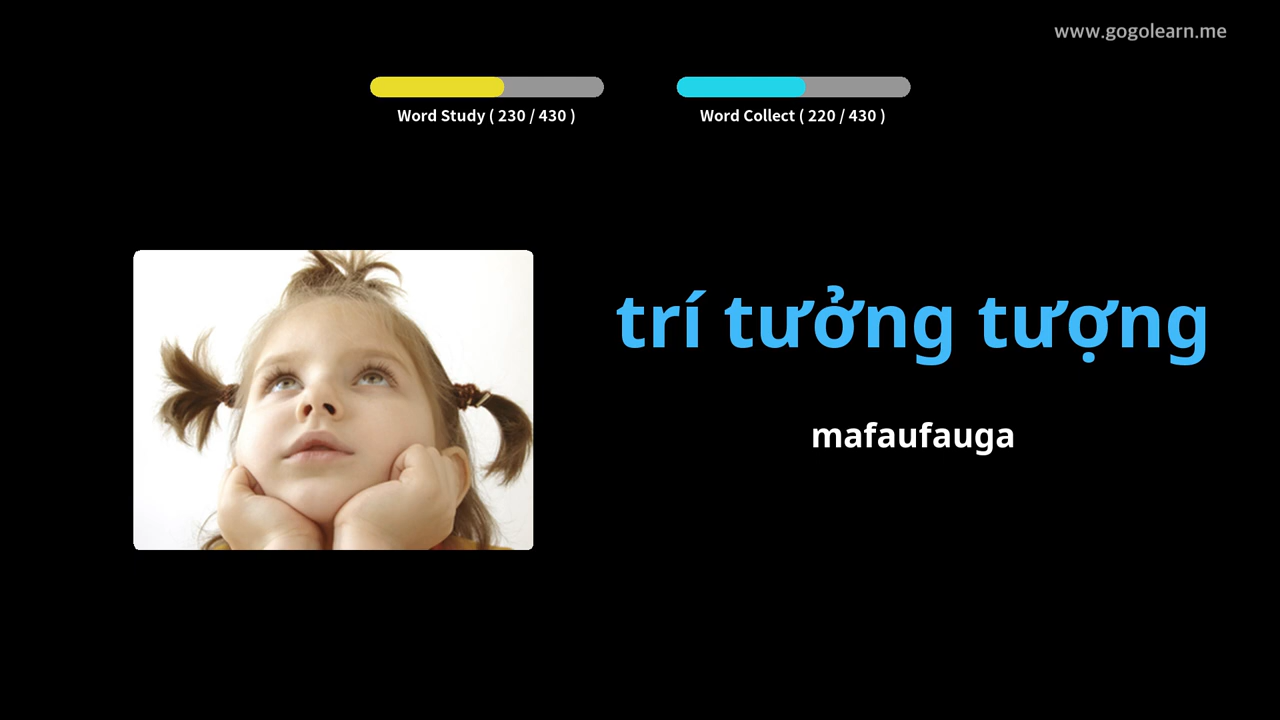 www.gogolearn.me
Word Study ( 230 / 430 )
Word Collect ( 220 / 430 )
trí tưởng tượng
mafaufauga